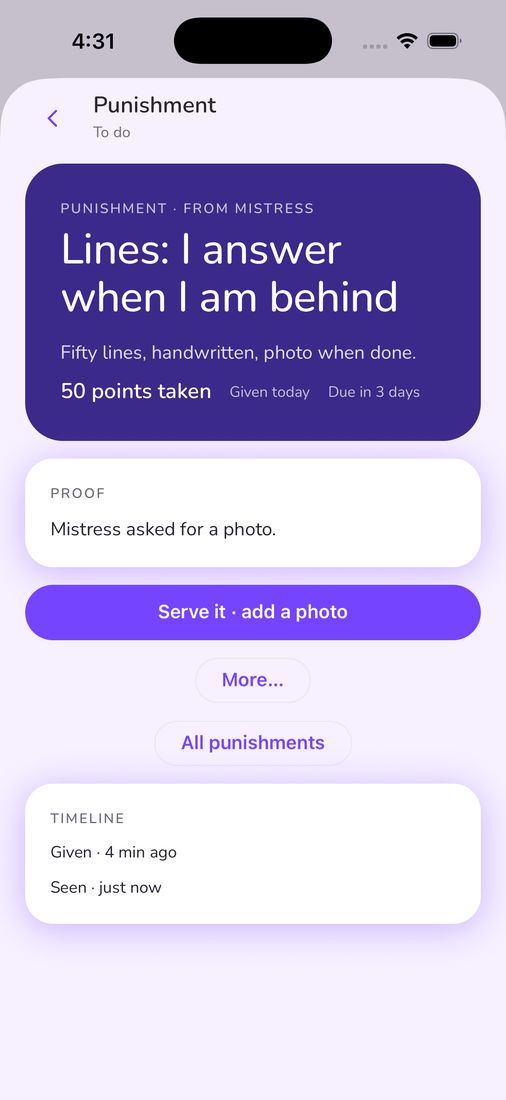 4:31
Punishment
To do
PUNISHMENT · FROM MISTRESS
Lines: I answer
when I am behind
Fifty lines, handwritten, photo when done.
50 points taken Given today Due in 3 days
PROOF
Mistress asked for a photo.
Serve it · add a photo
More...
All punishments
TIMELINE
Given · 4 min ago
Seen · just now